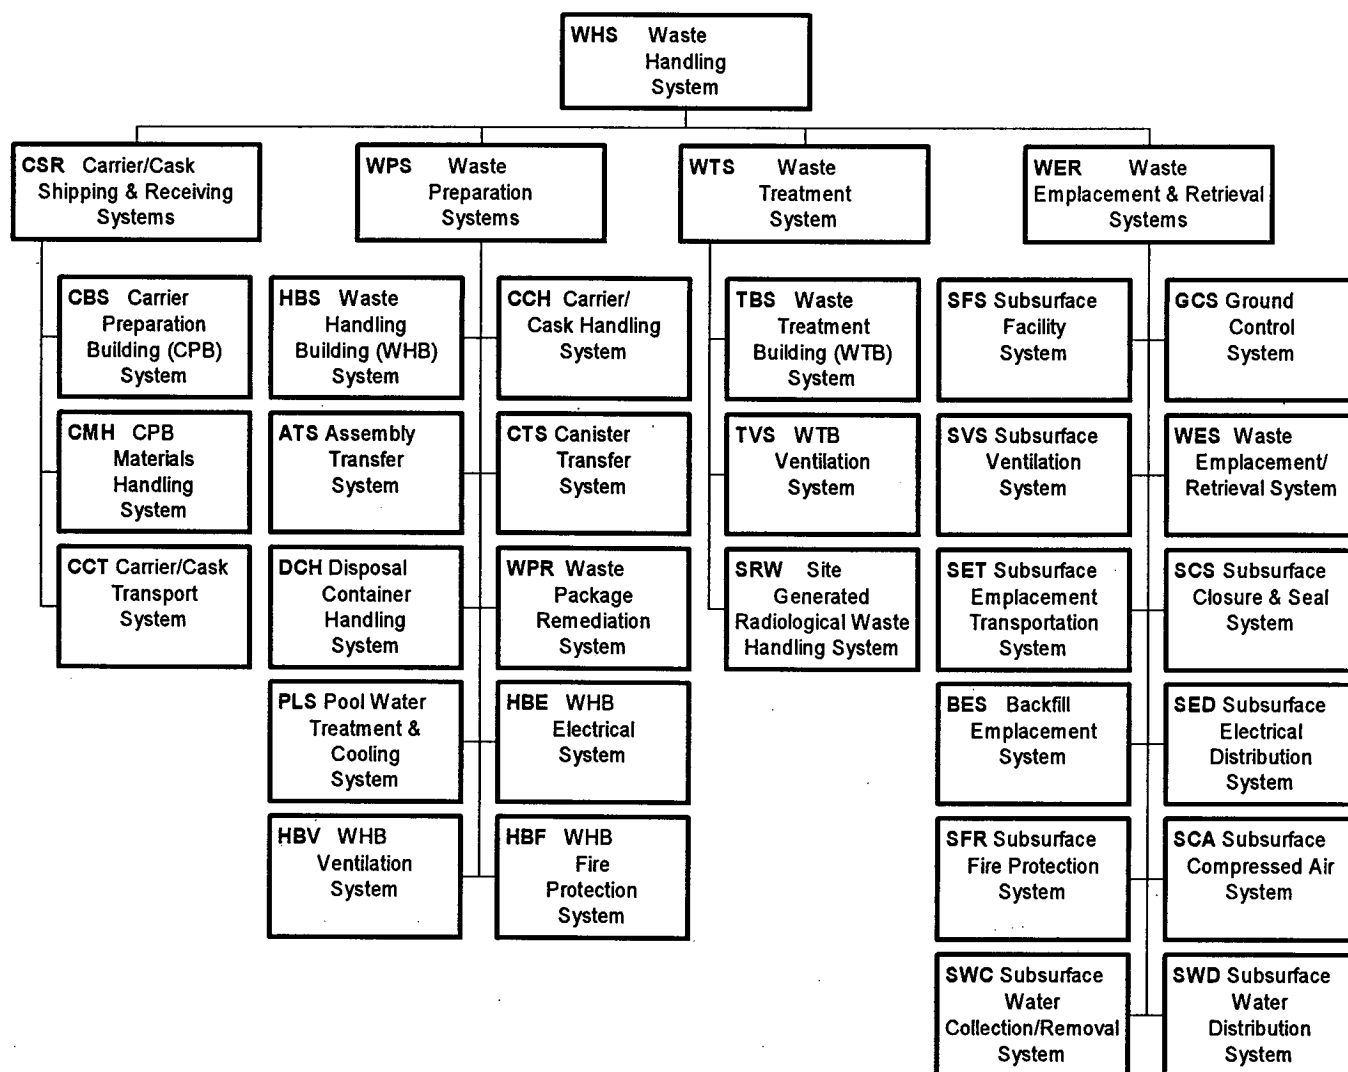 WHS Waste
Handling
System
CSR Carrier/Cask
Shipping & Receiving
Systems
WPS Waste
Preparation
Systems
WTS Waste
Treatment
System
WER Waste
Emplacement & Retrieval
Systems
CBS Carrier
Preparation
Building (CPB)
System
CMH CPB
Materials
Handling
System
CCT Carrier/Cask
Transport
System
HBS Waste
Handling
Building (WHB)
System
CCH Carrier/
Cask Handling
System
ATS Assembly
Transfer
System
CTS Canister
Transfer
System
DCH Disposal
Container
Handling
System
WPR Waste
Package
Remediation
System
PLS Pool Water
Treatment &
Cooling
System
HBE WHB
Electrical
System
HBV WHB
Ventilation
System
HBF WHB
Fire
Protection
System
TBS Waste
Treatment
Building (WTB)
System
TVS WTB
Ventilation
System
SRW Site
Generated
Radiological Waste
Handling System
SFS Subsurface
Facility
System
GCS Ground
Control
System
SVS Subsurface
Ventilation
System
WES Waste
Emplacement/
Retrieval System
SET Subsurface
Emplacement
Transportation
System
SCS Subsurface
Closure & Seal
System
BES Backfill
Emplacement
System
SED Subsurface
Electrical
Distribution
System
SFR Subsurface
Fire Protection
System
SCA Subsurface
Compressed Air
System
SWC Subsurface
Water
Collection/Removal
System
SWD Subsurface
Water
Distribution
System